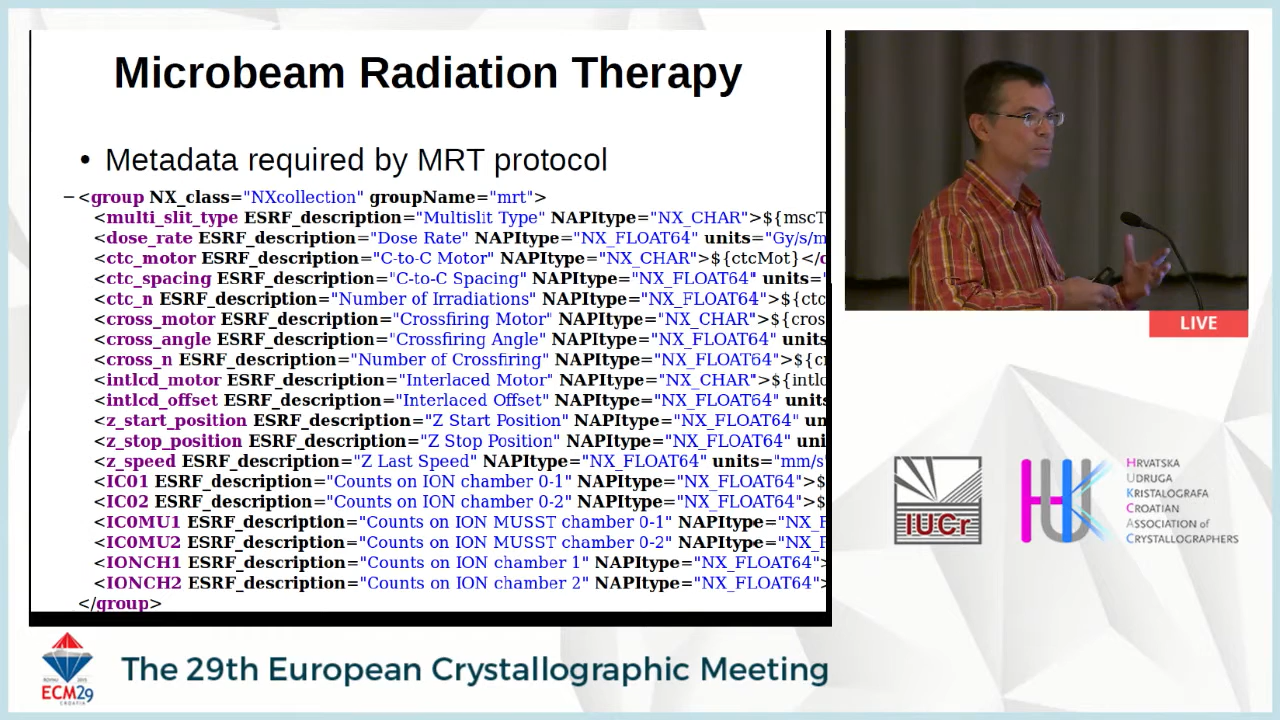 Microbeam Radiation Therapy
• Metadata required by MRT protocol
−<group NX_class="NXcollection" groupName="mrt">
<multi_slit_type ESRF_description="Multislit Type" NAPItype="NX_CHAR">${mscT
<dose_rate ESRF_description="Dose Rate" NAPItype="NX_FLOAT64" units="Gy/s/m
<ctc_motor ESRF_description="C-to-C Motor" NAPItype="NX_CHAR">${ctcMot}</c
<ctc_spacing ESRF_description="C-to-C Spacing" NAPItype="NX_FLOAT64" units="
<ctc_n ESRF_description="Number of Irradiations" NAPItype="NX_FLOAT64">${ctc
<cross_motor ESRF_description="Crossfiring Motor" NAPItype="NX_CHAR">${cros
<cross_angle ESRF_description="Crossfiring Angle" NAPItype="NX_FLOAT64" units
<cross_n ESRF_description="Number of Crossfiring" NAPItype="NX_FLOAT64">${cr
<intlcd_motor ESRF_description="Interlaced Motor" NAPItype="NX_CHAR">${intlc
<intlcd_offset ESRF_description="Interlaced Offset" NAPItype="NX_FLOAT64" units
<z_start_position ESRF_description="Z Start Position" NAPItype="NX_FLOAT64" un
<z_stop_position ESRF_description="Z Stop Position" NAPItype="NX_FLOAT64" uni
<z_speed ESRF_description="Z Last Speed" NAPItype="NX_FLOAT64" units="mm/s
<IC01 ESRF_description="Counts on ION chamber 0-1" NAPItype="NX_FLOAT64">$
<IC02 ESRF_description="Counts on ION chamber 0-2" NAPItype="NX_FLOAT64">$
<IC0MU1 ESRF_description="Counts on ION MUSST chamber 0-1" NAPItype="NX_F
<IC0MU2 ESRF_description="Counts on ION MUSST chamber 0-2" NAPItype="NX_F
<IONCH1 ESRF_description="Counts on ION chamber 1" NAPItype="NX_FLOAT64">
<IONCH2 ESRF_description="Counts on ION chamber 2" NAPItype="NX_FLOAT64">
</group>
LIVE
IUCr
HUK
HRVATSKA
UDRUGA
KRISTALOGRAFA
CROATIAN
ASSOCIATION of
CRYSTALLOGRAPHERS
ECM29
CROATIA
The 29th European Crystallographic Meeting